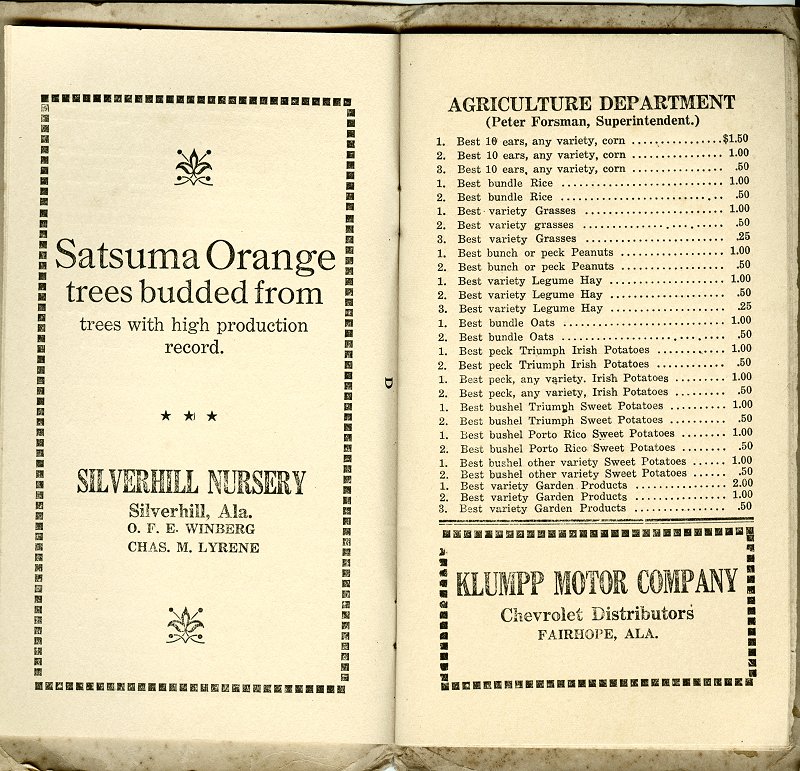 Satsuma Orange
trees budded from
trees with high production
record.
★ ★ ★
SILVERHILL NURSERY
Silverhill, Ala.
O. F. E. WINBERG
CHAS. M. LYRENE
D
AGRICULTURE DEPARTMENT
(Peter Forsman, Superintendent.)
1. Best 10 ears, any variety, corn ................$1.50
2. Best 10 ears, any variety, corn ................ 1.00
3. Best 10 ears, any variety, corn ................ .50
1. Best bundle Rice ............................ 1.00
2. Best bundle Rice ............................ .50
1. Best variety Grasses ........................ 1.00
2. Best variety grasses ........................ .50
3. Best variety Grasses ........................ .25
1. Best bunch or peck Peanuts .................. 1.00
2. Best bunch or peck Peanuts .................. .50
1. Best variety Legume Hay .................... 1.00
2. Best variety Legume Hay .................... .50
3. Best variety Legume Hay .................... .25
1. Best bundle Oats ............................ 1.00
2. Best bundle Oats ............................ .50
1. Best peck Triumph Irish Potatoes ............ 1.00
2. Best peck Triumph Irish Potatoes ............ .50
1. Best peck, any variety. Irish Potatoes ......... 1.00
2. Best peck, any variety, Irish Potatoes ......... .50
1. Best bushel Triumph Sweet Potatoes .......... 1.00
2. Best bushel Triumph Sweet Potatoes .......... .50
1. Best bushel Porto Rico Sweet Potatoes ........ 1.00
2. Best bushel Porto Rico Sweet Potatoes ........ .50
1. Best bushel other variety Sweet Potatoes ...... 1.00
2. Best bushel other variety Sweet Potatoes ...... .50
1. Best variety Garden Products ................ 2.00
2. Best variety Garden Products ................ 1.00
3. Best variety Garden Products ................ .50
KLUMPP MOTOR COMPANY
Chevrolet Distributors
FAIRHOPE, ALA.